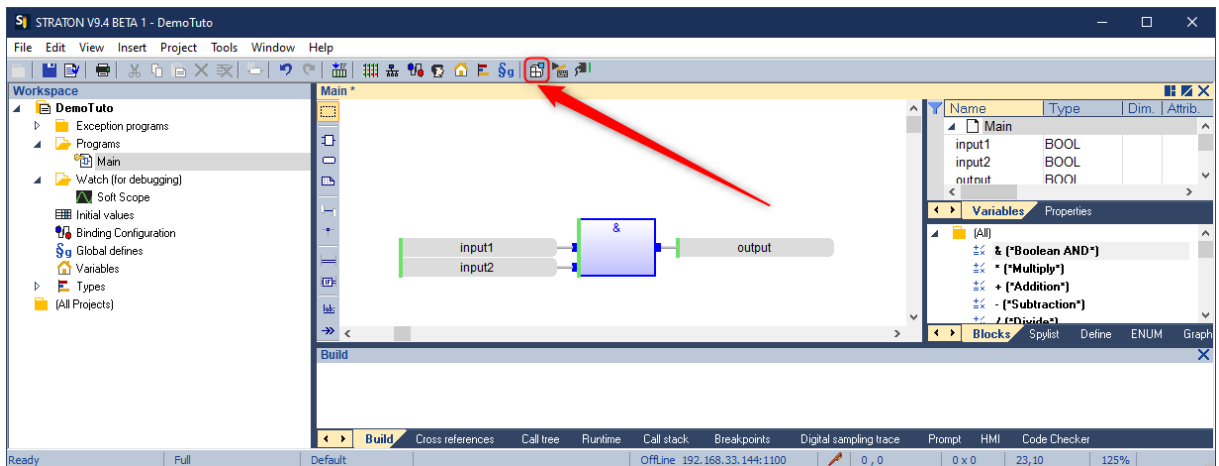 STRATON V9.4 BETA 1 - DemoTuto
File Edit View Insert Project Tools Window Help
Workspace
DemoTuto
Exception programs
Programs
Main
Watch (for debugging)
Soft Scope
Initial values
Binding Configuration
Global defines
Variables
Types
(All Projects)
Main *
input1
input2
&
output
Name Type Dim. Attrib.
Main
input1 BOOL
input2 BOOL
output BOOL
Variables Properties
(All)
& (*Boolean AND*)
* (*Multiply*)
+ (*Addition*)
- (*Subtraction*)
/ (*Divide*)
Blocks Spylist Define ENUM Graph
Build
Build Cross references Call tree Runtime Call stack Breakpoints Digital sampling trace Prompt HMI Code Checker
Ready Full Default OffLine 192.168.33.144:1100 0 , 0 0 x 0 23,10 125%